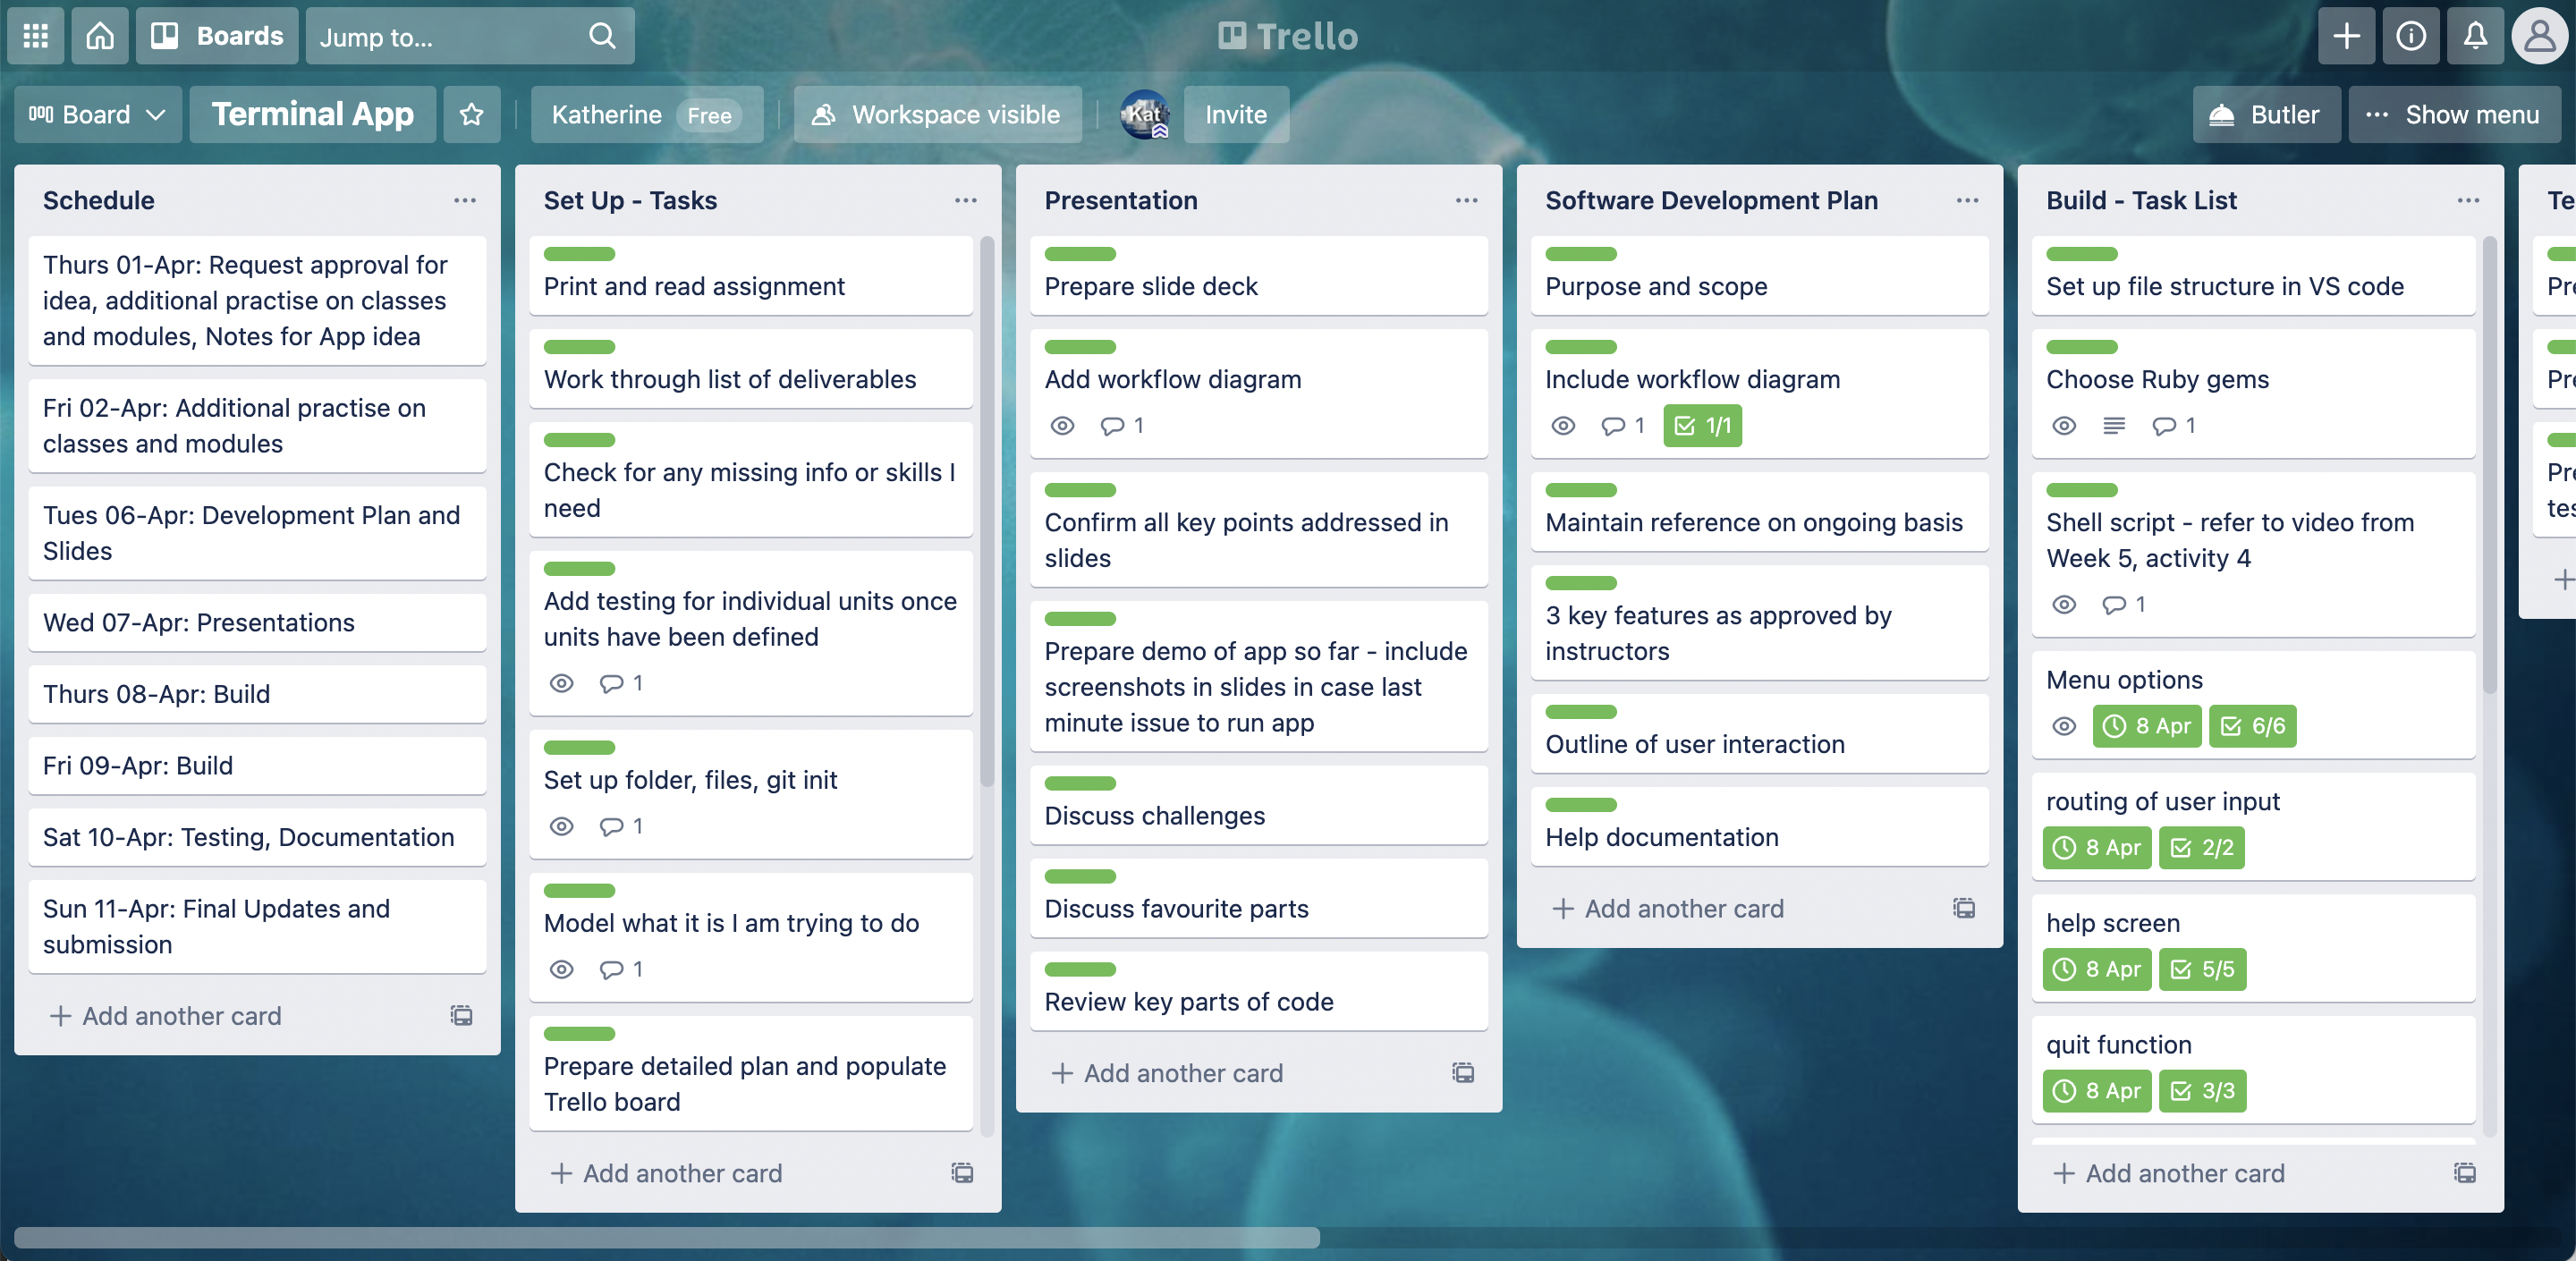 Boards
Jump to...
Trello
Board
Terminal App
Katherine Free
Workspace visible
Kat
Invite
Butler
Show menu
Schedule
Thurs 01-Apr: Request approval for
idea, additional practise on classes
and modules, Notes for App idea
Fri 02-Apr: Additional practise on
classes and modules
Tues 06-Apr: Development Plan and
Slides
Wed 07-Apr: Presentations
Thurs 08-Apr: Build
Fri 09-Apr: Build
Sat 10-Apr: Testing, Documentation
Sun 11-Apr: Final Updates and
submission
Add another card
Set Up - Tasks
Print and read assignment
Work through list of deliverables
Check for any missing info or skills I
need
Add testing for individual units once
units have been defined
1
Set up folder, files, git init
1
Model what it is I am trying to do
1
Prepare detailed plan and populate
Trello board
Add another card
Presentation
Prepare slide deck
Add workflow diagram
1
Confirm all key points addressed in
slides
Prepare demo of app so far - include
screenshots in slides in case last
minute issue to run app
Discuss challenges
Discuss favourite parts
Review key parts of code
Add another card
Software Development Plan
Purpose and scope
Include workflow diagram
1 1/1
Maintain reference on ongoing basis
3 key features as approved by
instructors
Outline of user interaction
Help documentation
Add another card
Build - Task List
Set up file structure in VS code
Choose Ruby gems
1
Shell script - refer to video from
Week 5, activity 4
1
Menu options
8 Apr 6/6
routing of user input
8 Apr 2/2
help screen
8 Apr 5/5
quit function
8 Apr 3/3
Add another card